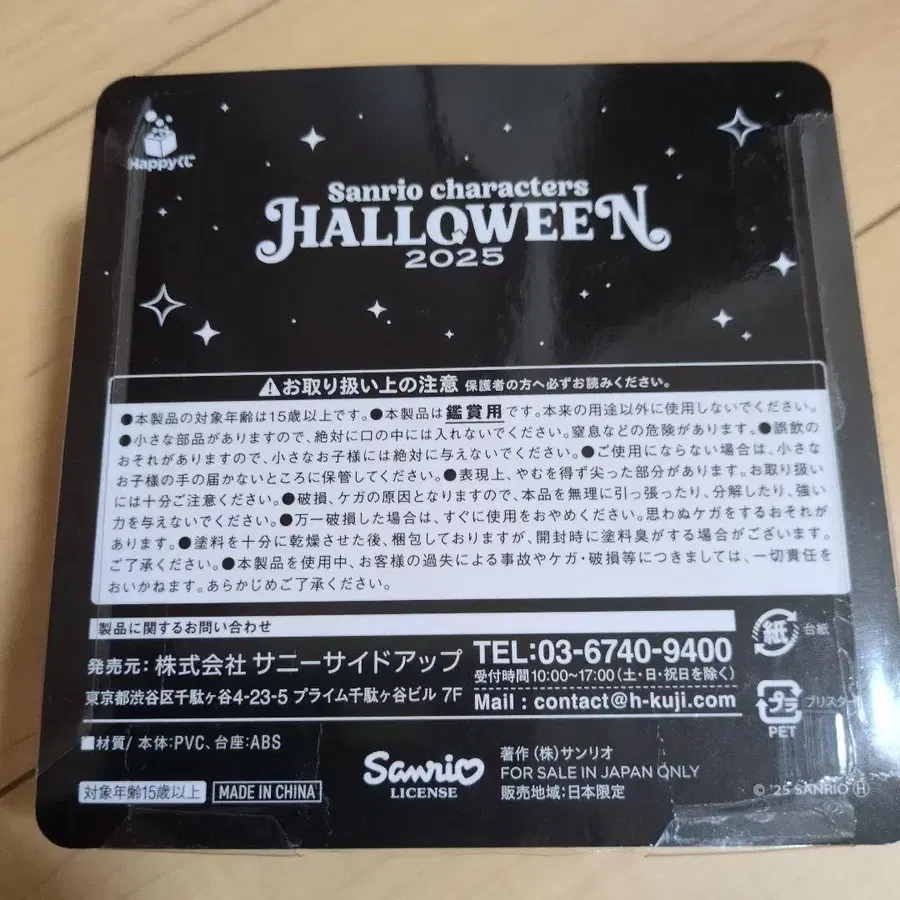 Happyくじ
Sanrio characters
HALLOWEEN
2025
⚠お取り扱い上の注意 保護者の方へ必ずお読みください。
●本製品の対象年齢は15歳以上です。●本製品は鑑賞用です。本来の用途以外に使用しないでください。
●小さな部品がありますので、絶対に口の中には入れないでください。窒息などの危険があります。●誤飲の
おそれがありますので、小さなお子様には絶対に与えないでください。●ご使用にならない場合は、小さな
お子様の手の届かないところに保管してください。●表現上、やむを得ず尖った部分があります。お取り扱い
には十分ご注意ください。●破損、ケガの原因となりますので、本品を無理に引っ張ったり、分解したり、強い
力を与えないでください。●万一破損した場合は、すぐに使用をおやめください。思わぬケガをするおそれが
あります。●塗料を十分に乾燥させた後、梱包しておりますが、開封時に塗料臭がする場合がございます。
ご了承ください。●本製品を使用中、お客様の過失による事故やケガ・破損等につきましては、一切責任を
おいかねます。あらかじめご了承ください。
製品に関するお問い合わせ
発売元:株式会社 サニーサイドアップ
東京都渋谷区千駄ヶ谷4-23-5 プライム千駄ヶ谷ビル 7F
TEL:03-6740-9400
受付時間10:00~17:00(土・日・祝日を除く)
Mail : contact@h-kuji.com
紙 台紙
プラ ブリスター
PET
■材質/本体:PVC、台座:ABS
対象年齢15歳以上
MADE IN CHINA
Sanrio
LICENSE
著作 (株)サンリオ
FOR SALE IN JAPAN ONLY
販売地域:日本限定
© '25 SANRIO Ⓗ